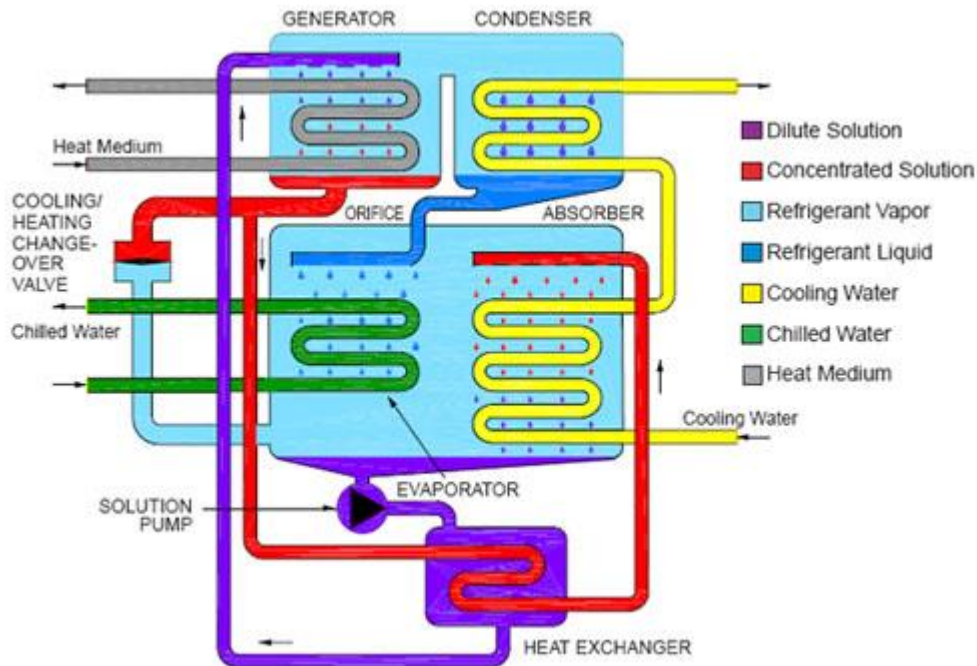 GENERATOR
CONDENSER
Heat Medium
COOLING/
HEATING
CHANGE-
OVER
VALVE
ORIFICE
ABSORBER
Chilled Water
Cooling Water
EVAPORATOR
SOLUTION
PUMP
HEAT EXCHANGER
Dilute Solution
Concentrated Solution
Refrigerant Vapor
Refrigerant Liquid
Cooling Water
Chilled Water
Heat Medium